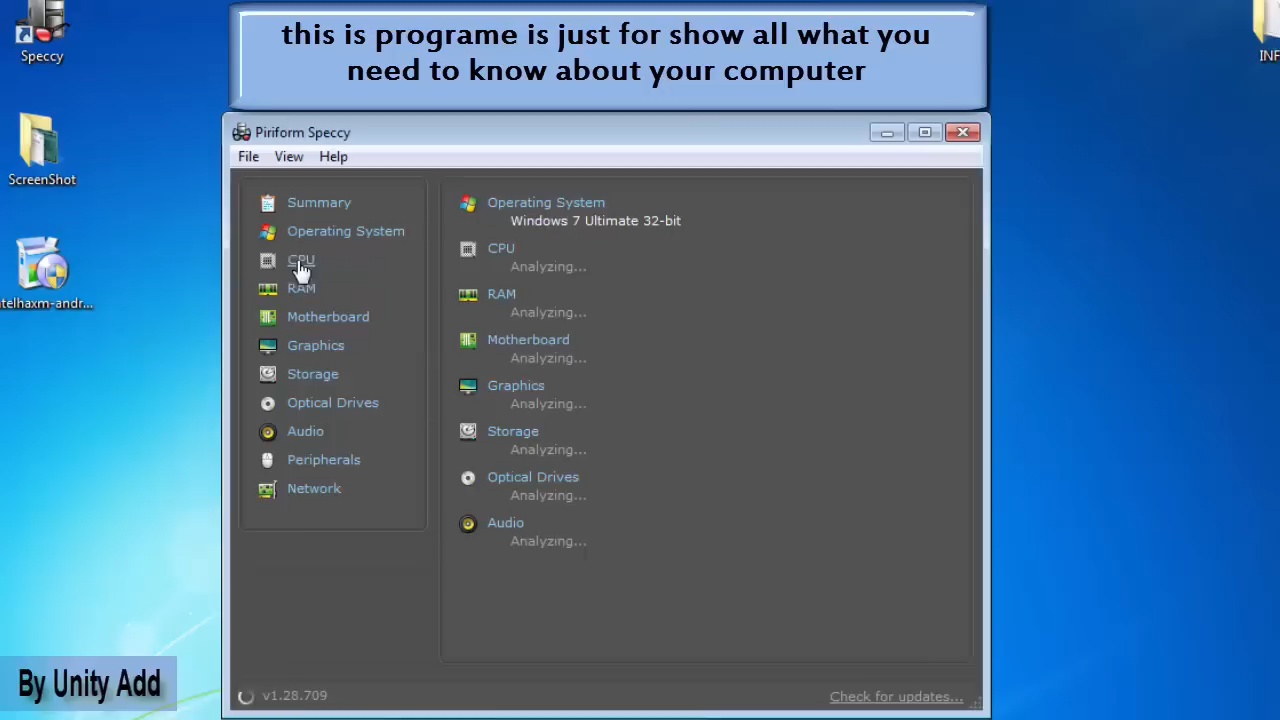 this is programe is just for show all what you
need to know about your computer
Speccy
ScreenShot
telhaxm-andr...
INF
Piriform Speccy
File View Help
Summary
Operating System
CPU
RAM
Motherboard
Graphics
Storage
Optical Drives
Audio
Peripherals
Network
Operating System
Windows 7 Ultimate 32-bit
CPU
Analyzing...
RAM
Analyzing...
Motherboard
Analyzing...
Graphics
Analyzing...
Storage
Analyzing...
Optical Drives
Analyzing...
Audio
Analyzing...
v1.28.709
Check for updates...
By Unity Add